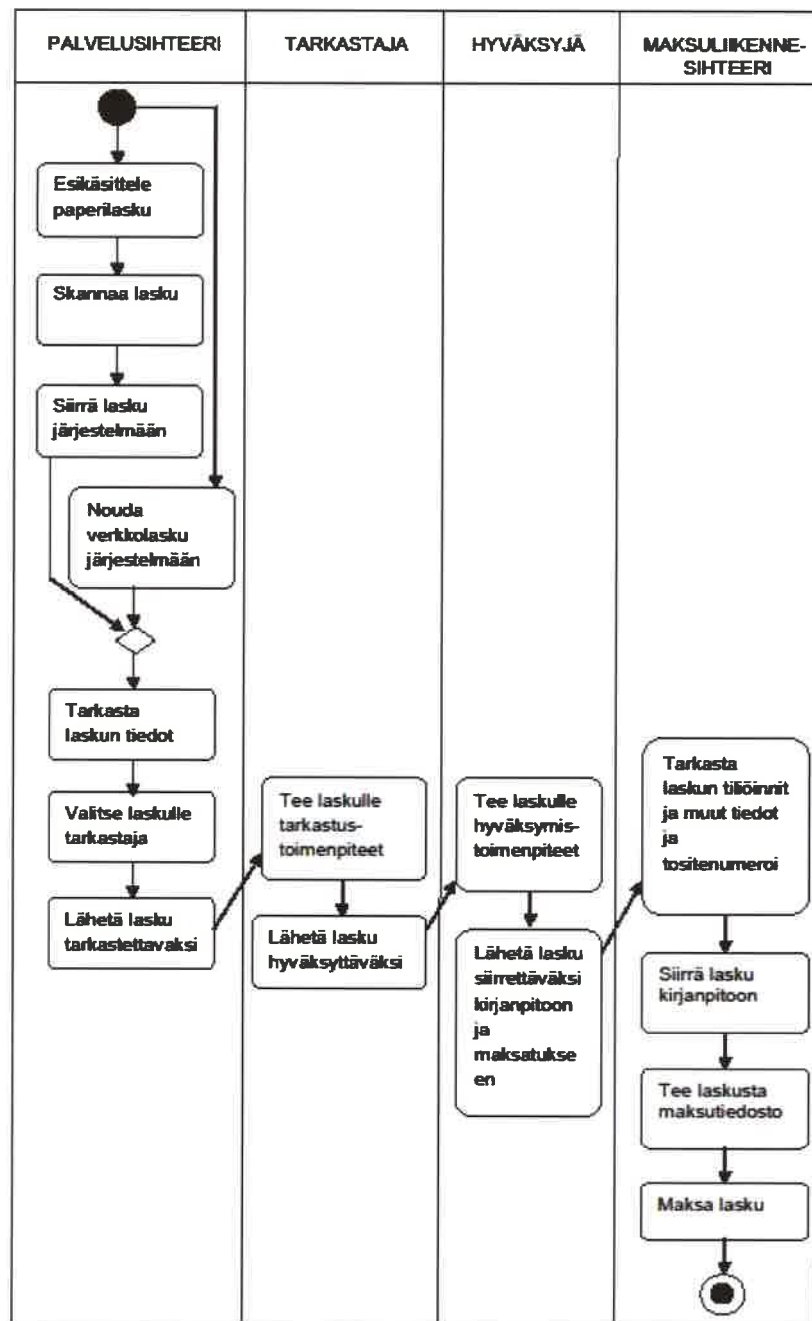 PALVELUSIHTEERI
TARKASTAJA
HYVÄKSYJÄ
MAKSULIIKENNE-
SIHTEERI
Esikäsittele
paperilasku
Skannaa lasku
Siirrä lasku
järjestelmään
Nouda
verkkolasku
järjestelmään
Tarkasta
laskun tiedot
Valitse laskulle
tarkastaja
Lähetä lasku
tarkastettavaksi
Tee laskulle
tarkastus-
toimenpiteet
Lähetä lasku
hyväksyttäväksi
Tee laskulle
hyväksymis-
toimenpiteet
Lähetä lasku
siirrettäväksi
kirjanpitoon
ja
maksatukse
en
Tarkasta
laskun tiliöinnit
ja muut tiedot
ja
tositenumeroi
Siirrä lasku
kirjanpitoon
Tee laskusta
maksutiedosto
Maksa lasku